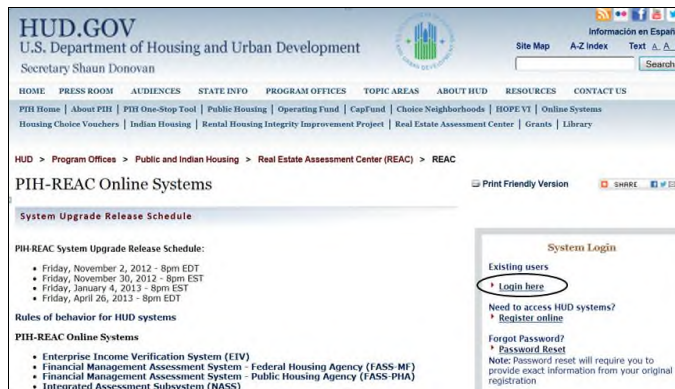 HUD.GOV
U.S. Department of Housing and Urban Development
Secretary Shaun Donovan
Información en Españ
Site Map A-Z Index Text A A
Search
HOME PRESS ROOM AUDIENCES STATE INFO PROGRAM OFFICES TOPIC AREAS ABOUT HUD RESOURCES CONTACT US
PIH Home | About PIH | PIH One-Stop Tool | Public Housing | Operating Fund | CapFund | Choice Neighborhoods | HOPE VI | Online Systems
Housing Choice Vouchers | Indian Housing | Rental Housing Integrity Improvement Project | Real Estate Assessment Center | Grants | Library
HUD > Program Offices > Public and Indian Housing > Real Estate Assessment Center (REAC) > REAC
PIH-REAC Online Systems
Print Friendly Version
SHARE
System Upgrade Release Schedule
PIH-REAC System Upgrade Release Schedule:
• Friday, November 2, 2012 - 8pm EDT
• Friday, November 30, 2012 - 8pm EST
• Friday, January 4, 2013 - 8pm EST
• Friday, April 26, 2013 - 8pm EDT
Rules of behavior for HUD systems
PIH-REAC Online Systems
• Enterprise Income Verification System (EIV)
• Financial Management Assessment System - Federal Housing Agency (FASS-MF)
• Financial Management Assessment System - Public Housing Agency (FASS-PHA)
• Integrated Assessment Subsystem (NASS)
System Login
Existing users
Login here
Need to access HUD systems?
Register online
Forgot Password?
Password Reset
Note: Password reset will require you to
provide exact information from your original
registration